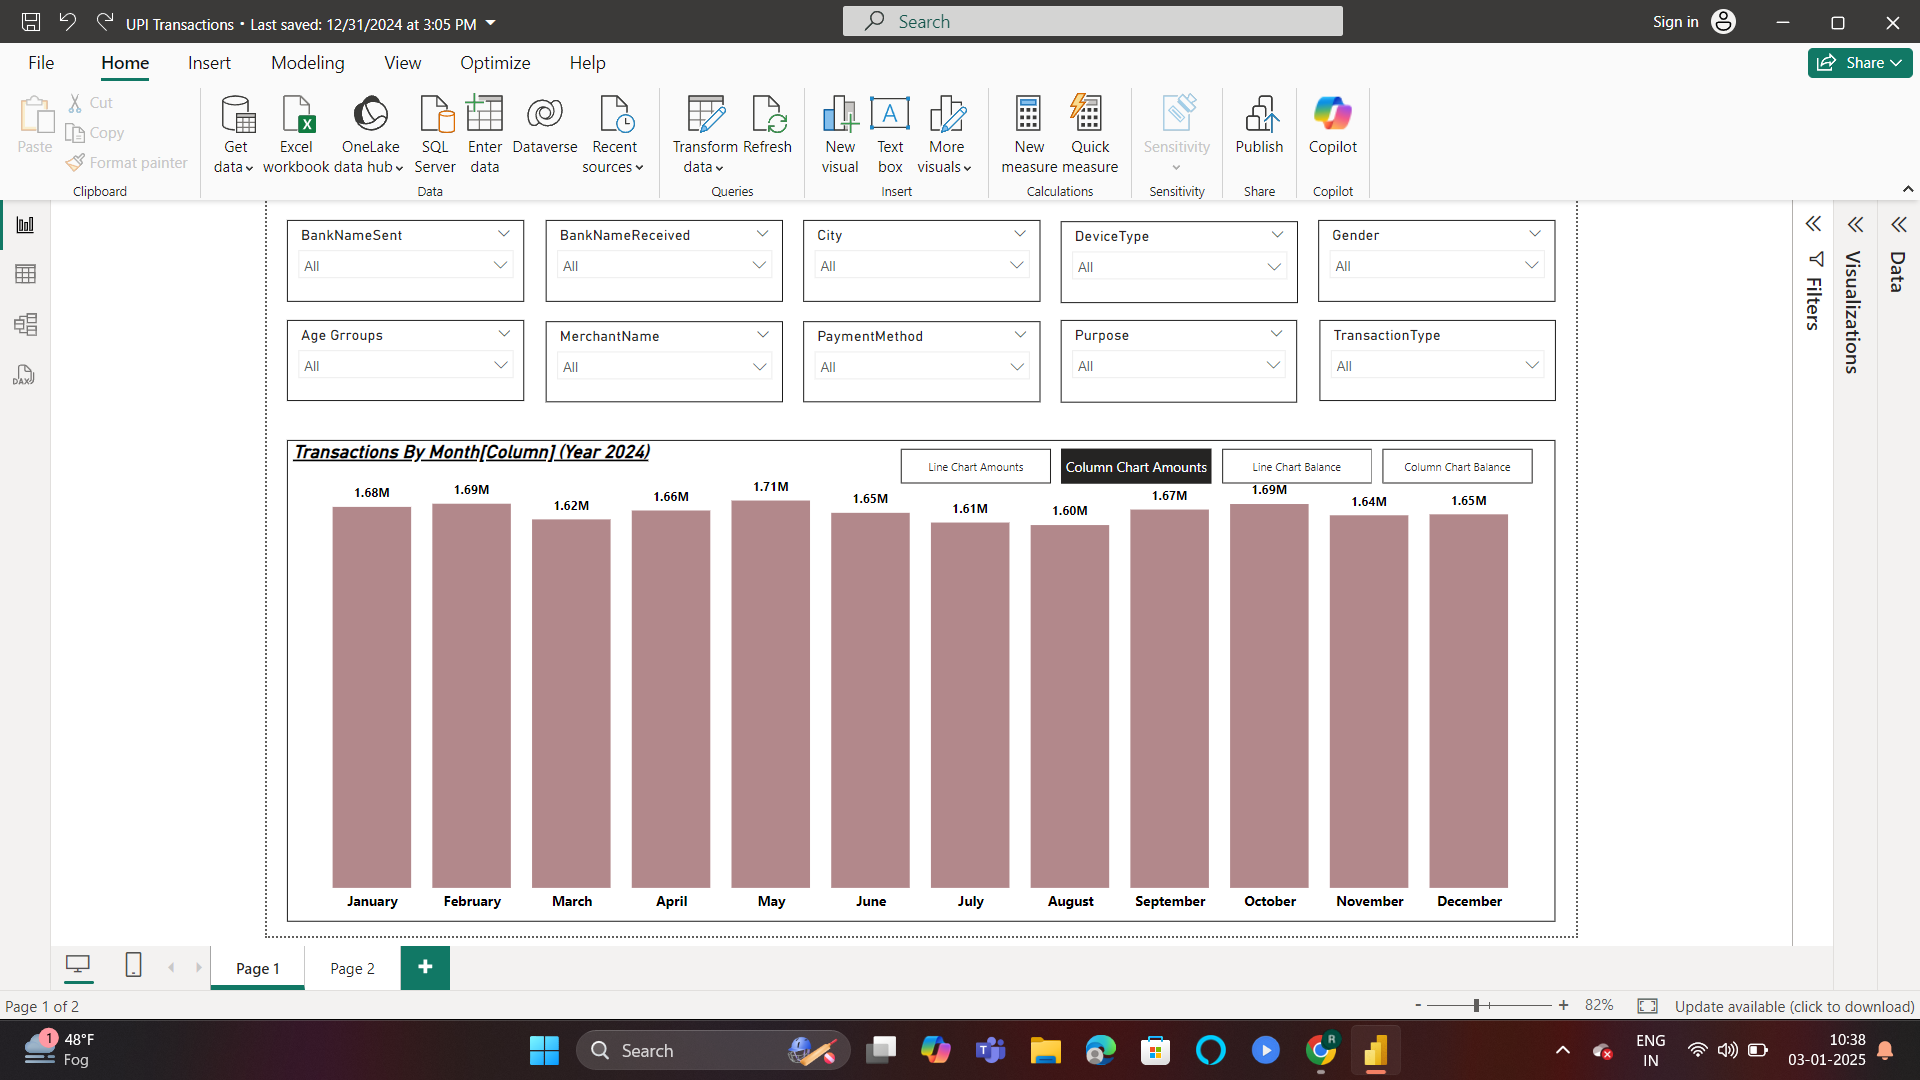 UPI Transactions • Last saved: 12/31/2024 at 3:05 PM
Search
Sign in
File Home Insert Modeling View Optimize Help
Share
Paste
Cut
Copy
Format painter
Clipboard
Get data
Excel workbook
OneLake data hub
SQL Server
Enter data
Dataverse
Recent sources
Data
Transform data
Refresh
Queries
New visual
Text box
More visuals
Insert
New measure
Quick measure
Calculations
Sensitivity
Sensitivity
Publish
Share
Copilot
Copilot
BankNameSent
All
BankNameReceived
All
City
All
DeviceType
All
Gender
All
Age Grroups
All
MerchantName
All
PaymentMethod
All
Purpose
All
TransactionType
All
Filters
Visualizations
Data
DAX
Transactions By Month[Column] (Year 2024)
Line Chart Amounts
Column Chart Amounts
Line Chart Balance
Column Chart Balance
1.68M 1.69M 1.62M 1.66M 1.71M 1.65M 1.61M 1.60M 1.67M 1.69M 1.64M 1.65M
January February March April May June July August September October November December
Page 1
Page 2
+
Page 1 of 2
- + 82%
Update available (click to download)
1
48°F
Fog
Search
R
ENG
IN
10:38
03-01-2025